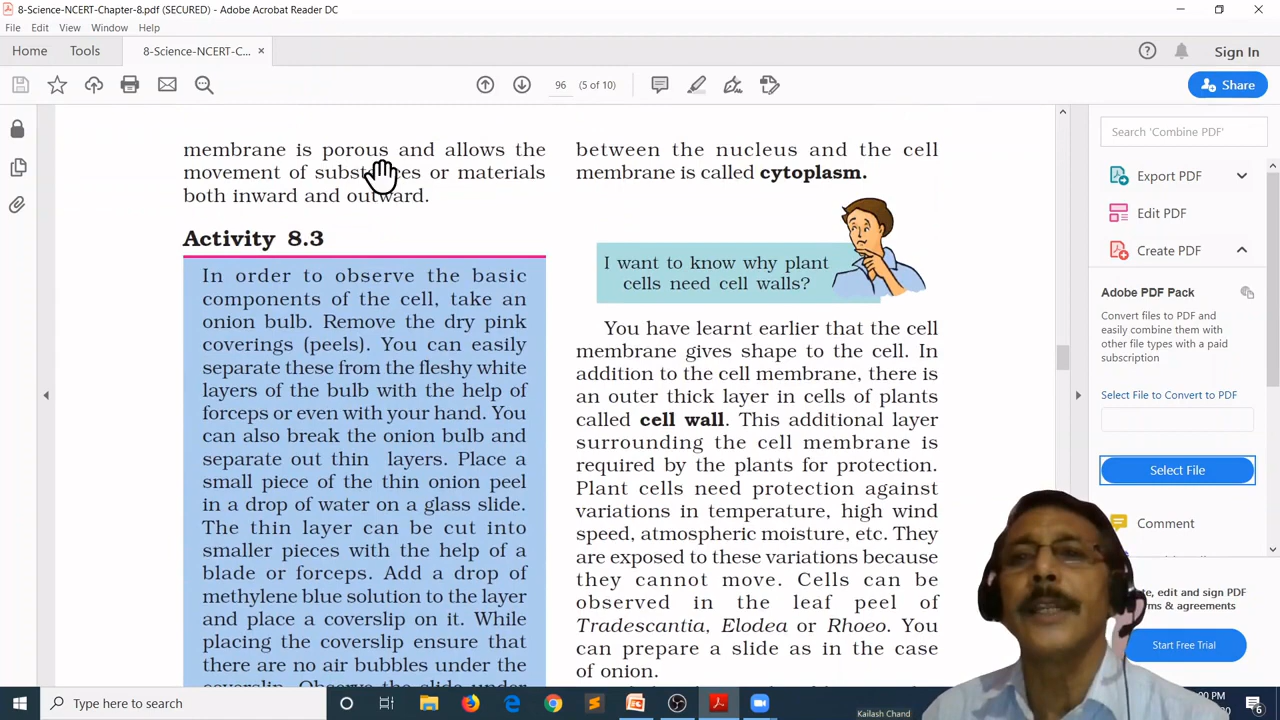 8-Science-NCERT-Chapter-8.pdf (SECURED) - Adobe Acrobat Reader DC
File Edit View Window Help
Home Tools 8-Science-NCERT-C... × Sign In
96 (5 of 10) Share
membrane is porous and allows the
movement of substances or materials
both inward and outward.
Activity 8.3
In order to observe the basic
components of the cell, take an
onion bulb. Remove the dry pink
coverings (peels). You can easily
separate these from the fleshy white
layers of the bulb with the help of
forceps or even with your hand. You
can also break the onion bulb and
separate out thin layers. Place a
small piece of the thin onion peel
in a drop of water on a glass slide.
The thin layer can be cut into
smaller pieces with the help of a
blade or forceps. Add a drop of
methylene blue solution to the layer
and place a coverslip on it. While
placing the coverslip ensure that
there are no air bubbles under the
coverslip. Observe the slide under
between the nucleus and the cell
membrane is called cytoplasm.
I want to know why plant
cells need cell walls?
You have learnt earlier that the cell
membrane gives shape to the cell. In
addition to the cell membrane, there is
an outer thick layer in cells of plants
called cell wall. This additional layer
surrounding the cell membrane is
required by the plants for protection.
Plant cells need protection against
variations in temperature, high wind
speed, atmospheric moisture, etc. They
are exposed to these variations because
they cannot move. Cells can be
observed in the leaf peel of
Tradescantia, Elodea or Rhoeo. You
can prepare a slide as in the case
of onion.
Search 'Combine PDF'
Export PDF
Edit PDF
Create PDF
Adobe PDF Pack
Convert files to PDF and
easily combine them with
other file types with a paid
subscription
Select File to Convert to PDF
Select File
Comment
edit and sign PDF
& agreements
Start Free Trial
Type here to search
Kailash Chand
PM
6